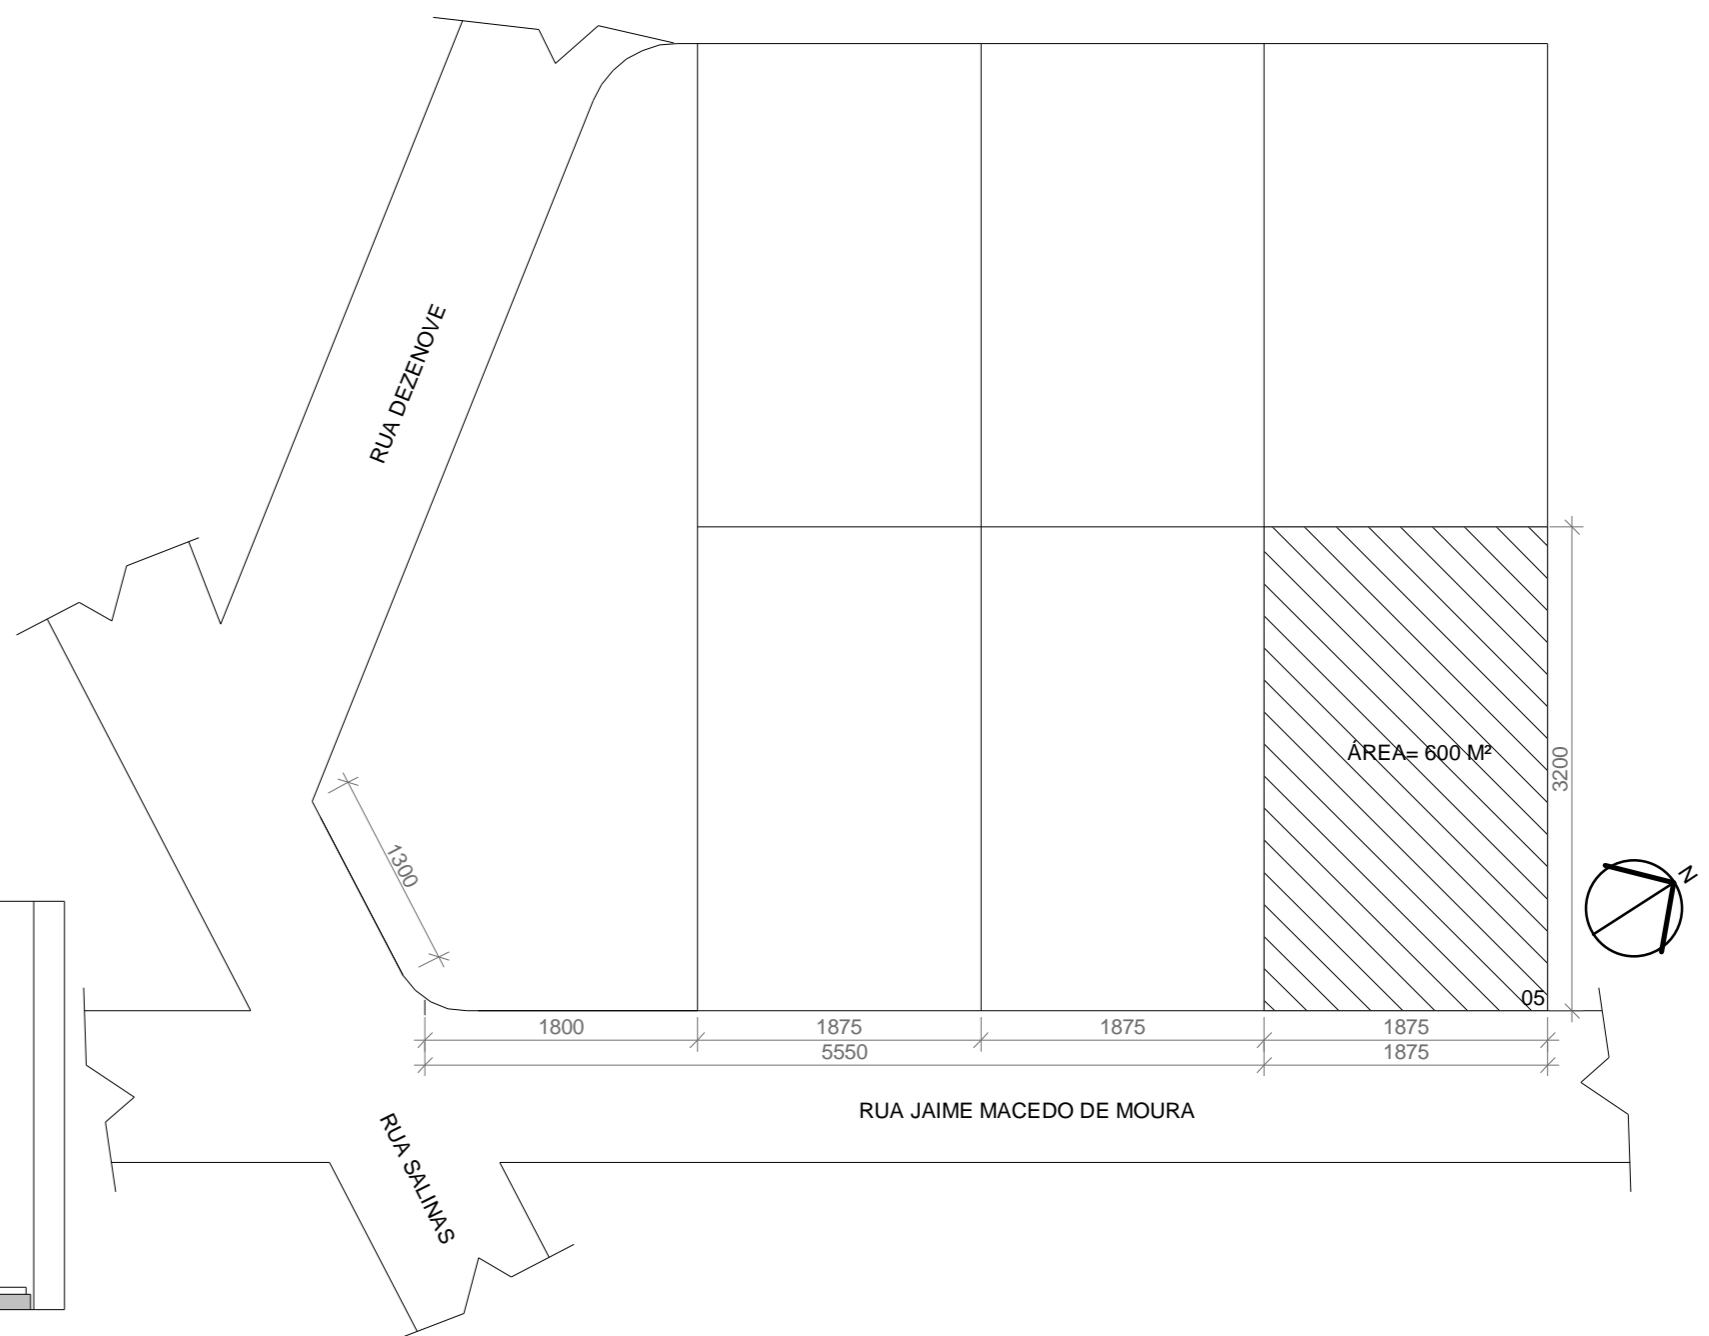 RUA DEZENOVE
ÁREA= 600 M²
3200
1300
N
05
1800
1875
1875
1875
5550
1875
RUA JAIME MACEDO DE MOURA
RUA SALINAS